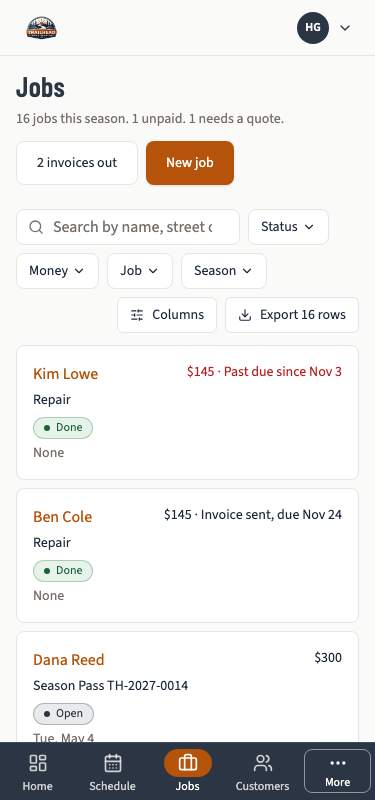 TRAILHEAD
HG
Jobs
16 jobs this season. 1 unpaid. 1 needs a quote.
2 invoices out
New job
Search by name, street c
Status
Money
Job
Season
Columns
Export 16 rows
Kim Lowe
$145 · Past due since Nov 3
Repair
Done
None
Ben Cole
$145 · Invoice sent, due Nov 24
Repair
Done
None
Dana Reed
$300
Season Pass TH-2027-0014
Open
Tue, May 4
Home
Schedule
Jobs
Customers
More